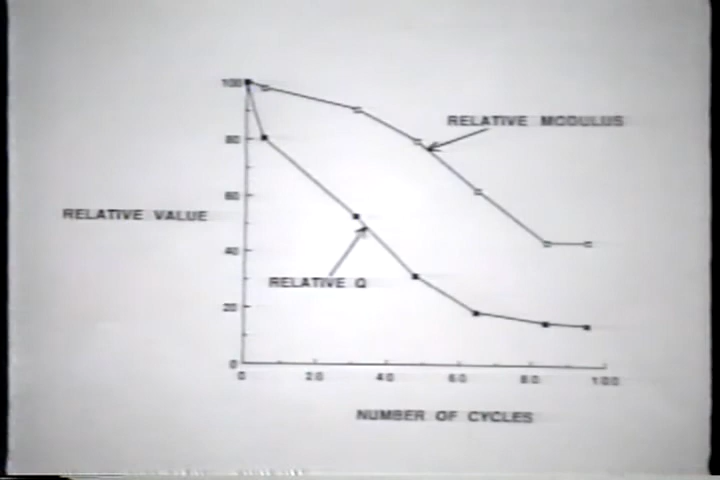 100
RELATIVE MODULUS
80
60
RELATIVE VALUE
40
RELATIVE Q
20
0
0 20 40 60 80 100
NUMBER OF CYCLES